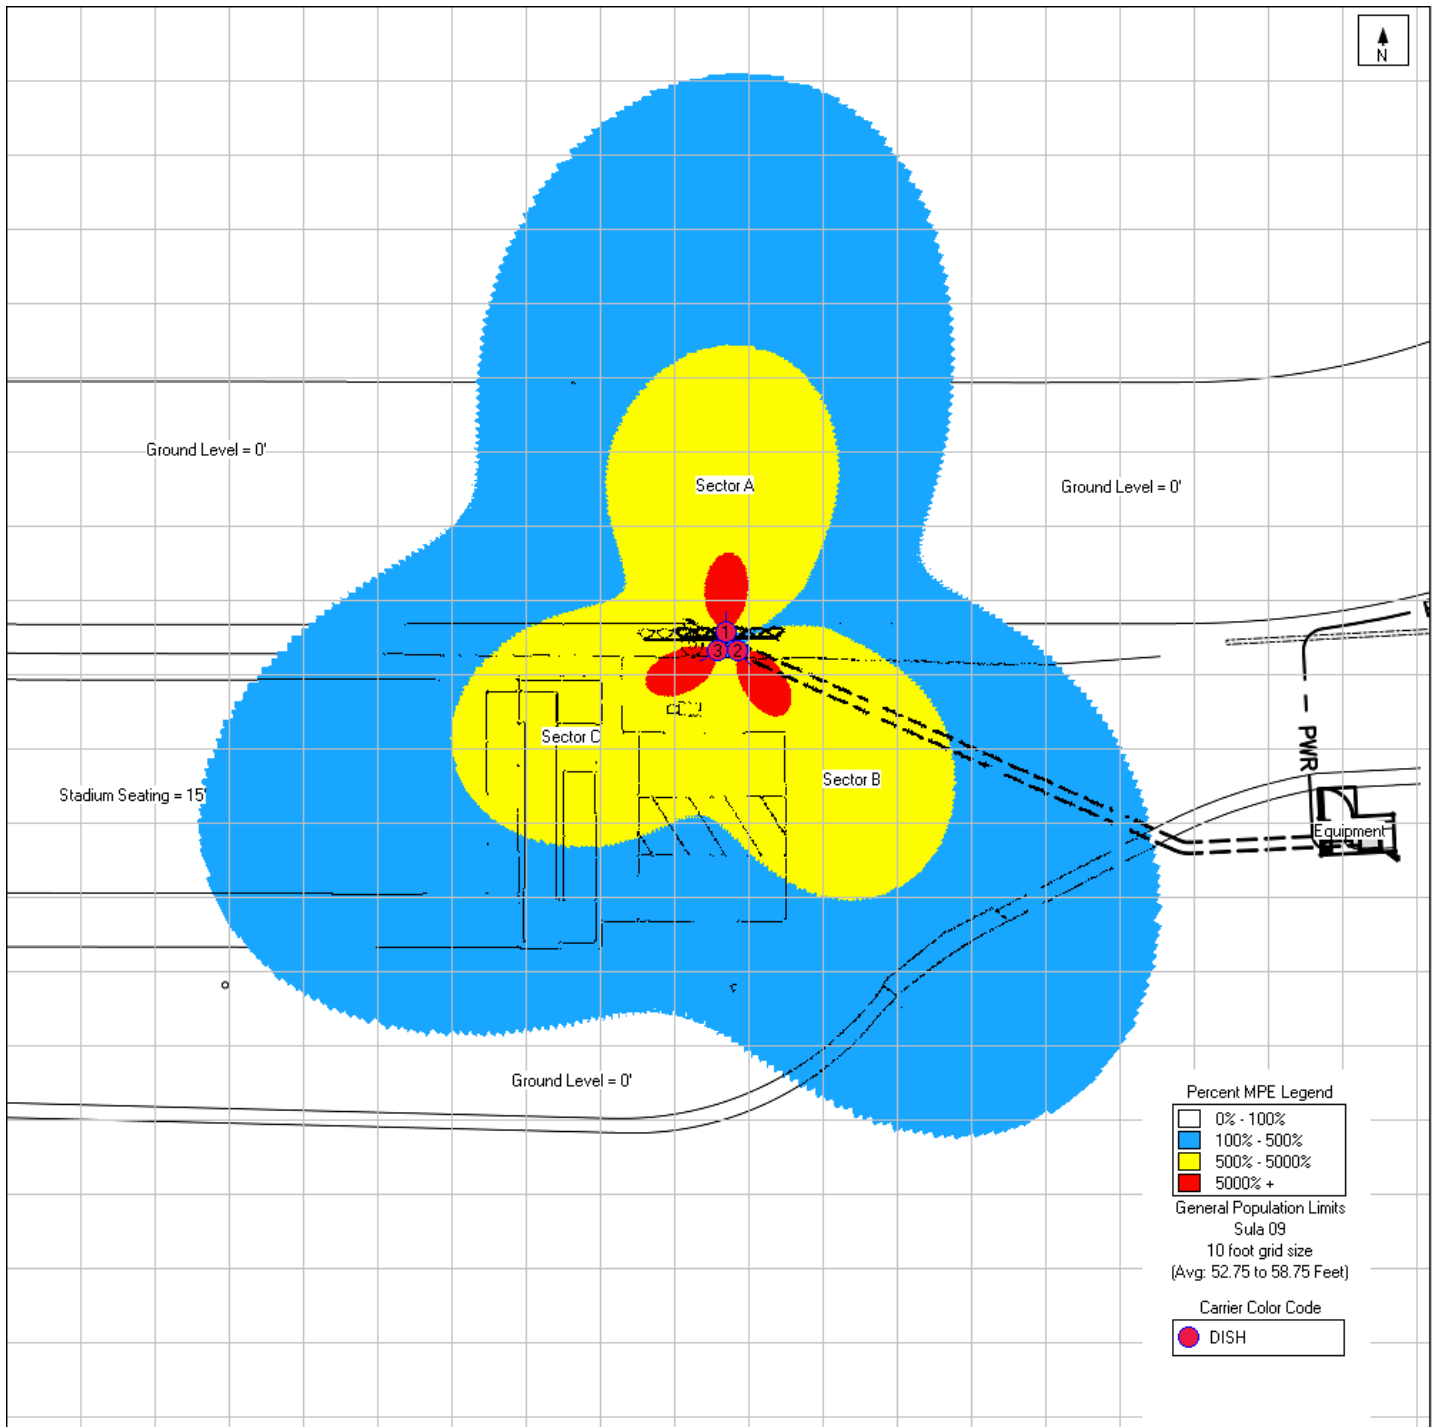 N
Ground Level = 0'
Sector A
Ground Level = 0'
1
3 2
PWR
Sector C
Sector B
Stadium Seating = 15'
Equipment
Ground Level = 0'
Percent MPE Legend
0% - 100%
100% - 500%
500% - 5000%
5000% +
General Population Limits
Sula 09
10 foot grid size
(Avg: 52.75 to 58.75 Feet)
Carrier Color Code
DISH